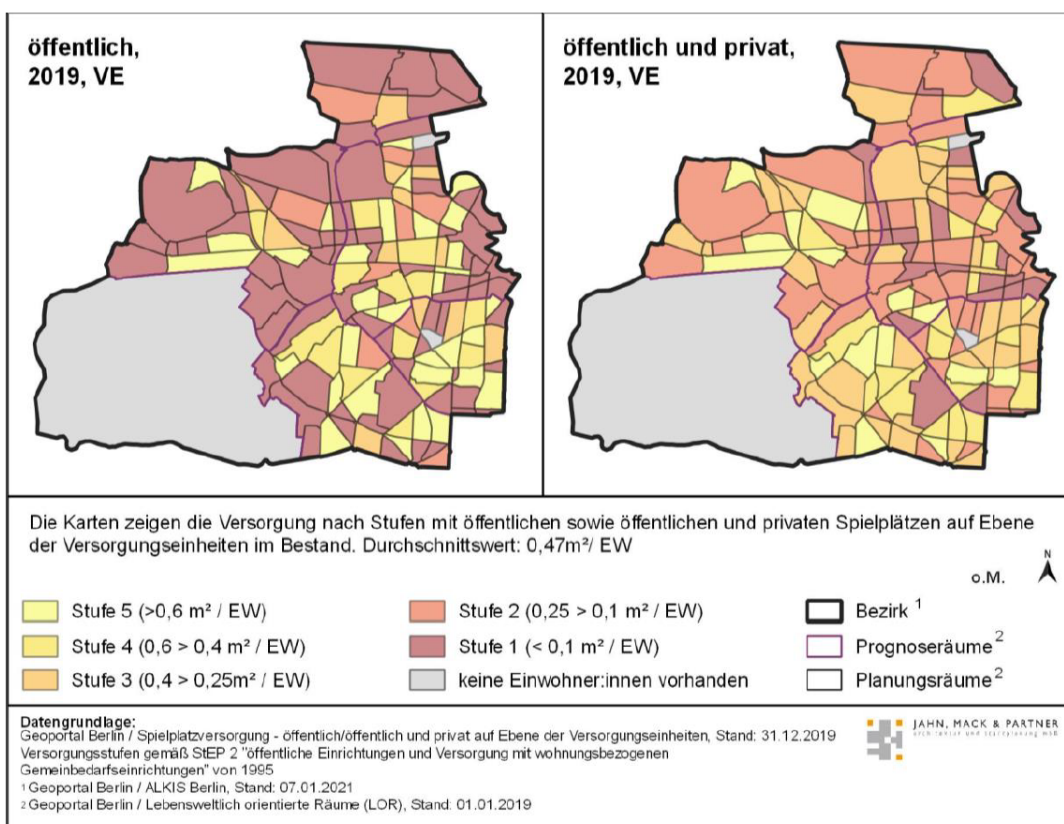 öffentlich,
2019, VE
öffentlich und privat,
2019, VE
Die Karten zeigen die Versorgung nach Stufen mit öffentlichen sowie öffentlichen und privaten Spielplätzen auf Ebene
der Versorgungseinheiten im Bestand. Durchschnittswert: 0,47m²/ EW
N
o.M.
Stufe 5 (>0,6 m² / EW)
Stufe 4 (0,6 > 0,4 m² / EW)
Stufe 3 (0,4 > 0,25m² / EW)
Stufe 2 (0,25 > 0,1 m² / EW)
Stufe 1 (< 0,1 m² / EW)
keine Einwohner:innen vorhanden
Bezirk ¹
Prognoseräume ²
Planungsräume ²
Datengrundlage:
Geoportal Berlin / Spielplatzversorgung - öffentlich/öffentlich und privat auf Ebene der Versorgungseinheiten, Stand: 31.12.2019
Versorgungsstufen gemäß StEP 2 "öffentliche Einrichtungen und Versorgung mit wohnungsbezogenen
Gemeinbedarfseinrichtungen" von 1995
¹ Geoportal Berlin / ALKIS Berlin, Stand: 07.01.2021
² Geoportal Berlin / Lebensweltlich orientierte Räume (LOR), Stand: 01.01.2019
JAHN, MACK & PARTNER
architektur und stadtplanung mbB